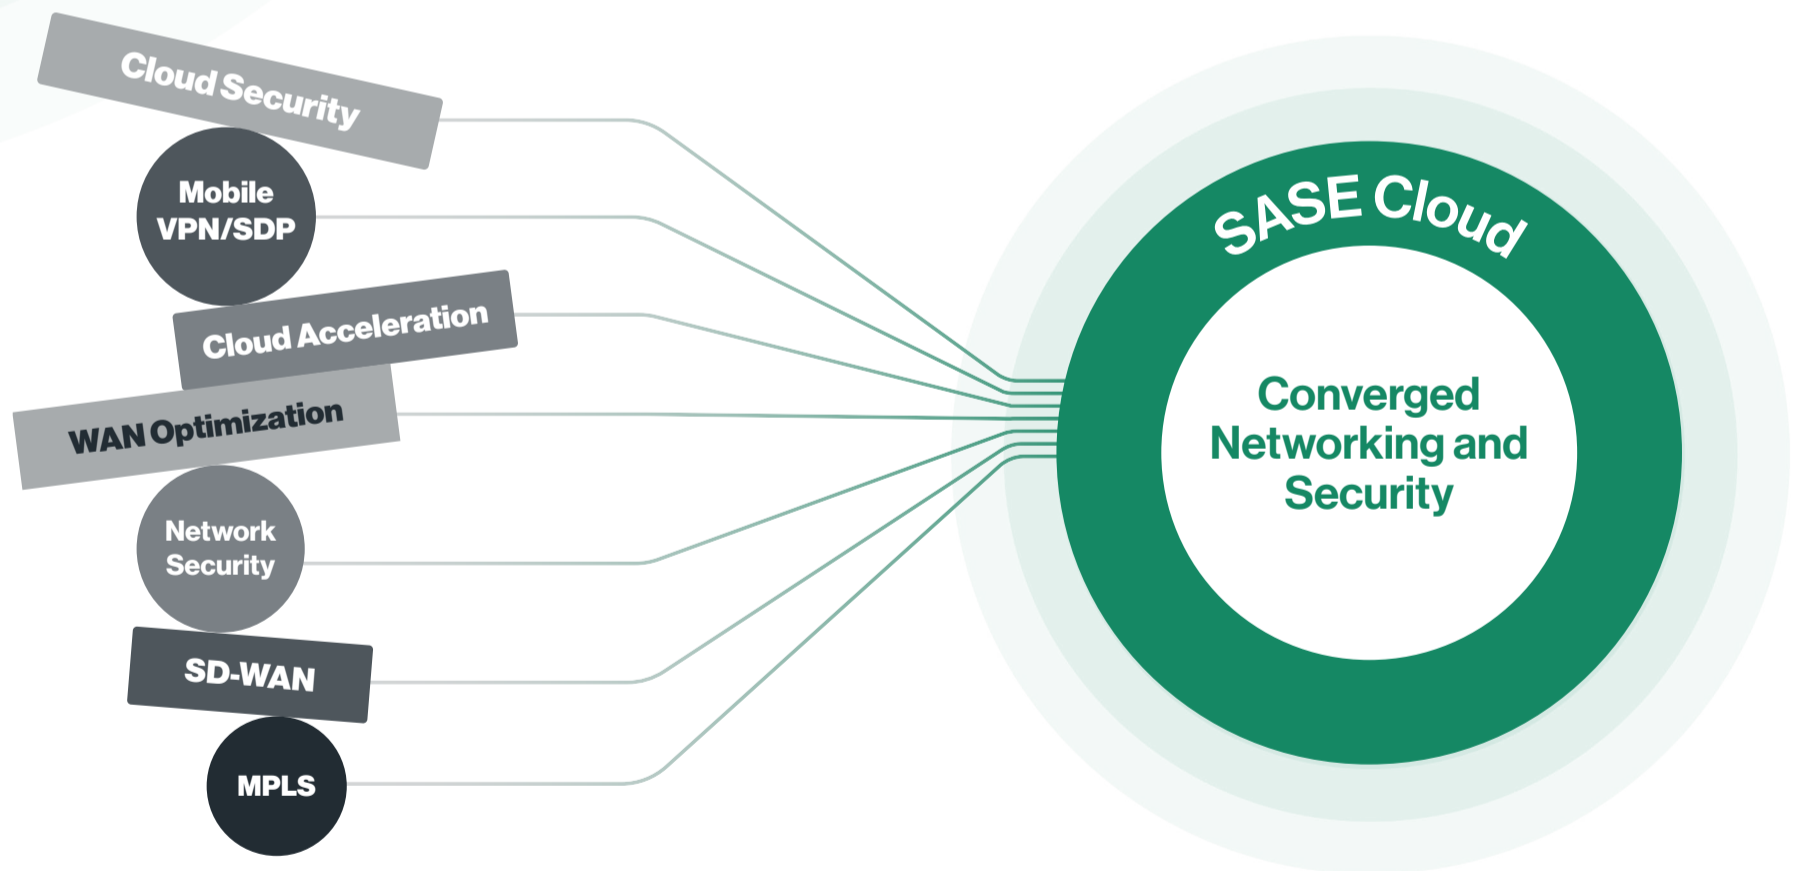 Cloud Security
Mobile
VPN/SDP
Cloud Acceleration
WAN Optimization
Network
Security
SD-WAN
MPLS
SASE Cloud
Converged
Networking and
Security